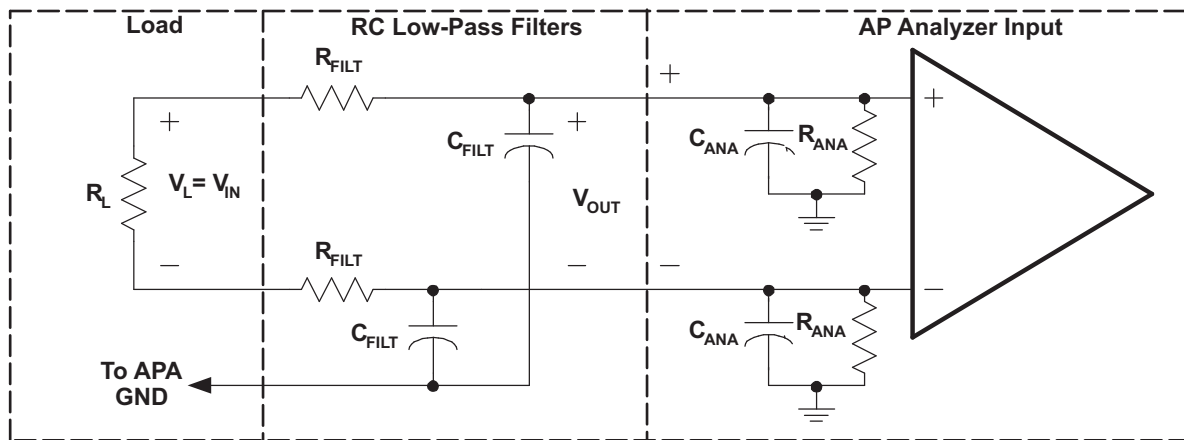 Load
RC Low-Pass Filters
AP Analyzer Input
R_FILT
+
+
+
+
C_FILT
C_ANA
R_ANA
R_L
V_L = V_IN
V_OUT
R_FILT
−
−
−
−
C_FILT
C_ANA
R_ANA
To APA
GND